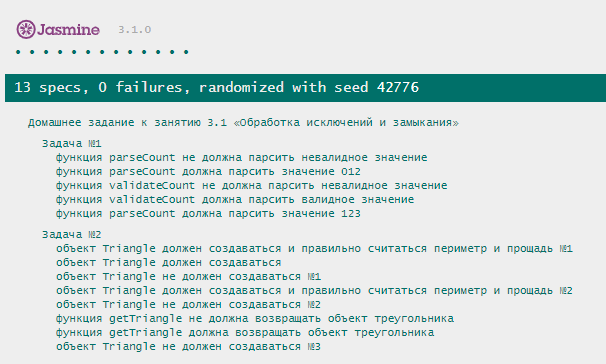 Jasmine 3.1.0
• • • • • • • • • • • • •
13 specs, 0 failures, randomized with seed 42776
Домашнее задание к занятию 3.1 «Обработка исключений и замыкания»
Задача №1
функция parseCount не должна парсить невалидное значение
функция parseCount должна парсить значение 012
функция validateCount не должна парсить невалидное значение
функция validateCount должна парсить валидное значение
функция parseCount должна парсить значение 123
Задача №2
объект Triangle должен создаваться и правильно считаться периметр и прощадь №1
объект Triangle должен создаваться
объект Triangle не должен создаваться №1
объект Triangle должен создаваться и правильно считаться периметр и прощадь №2
объект Triangle не должен создаваться №2
функция getTriangle не должна возвращать объект треугольника
функция getTriangle должна возвращать объект треугольника
объект Triangle не должен создаваться №3